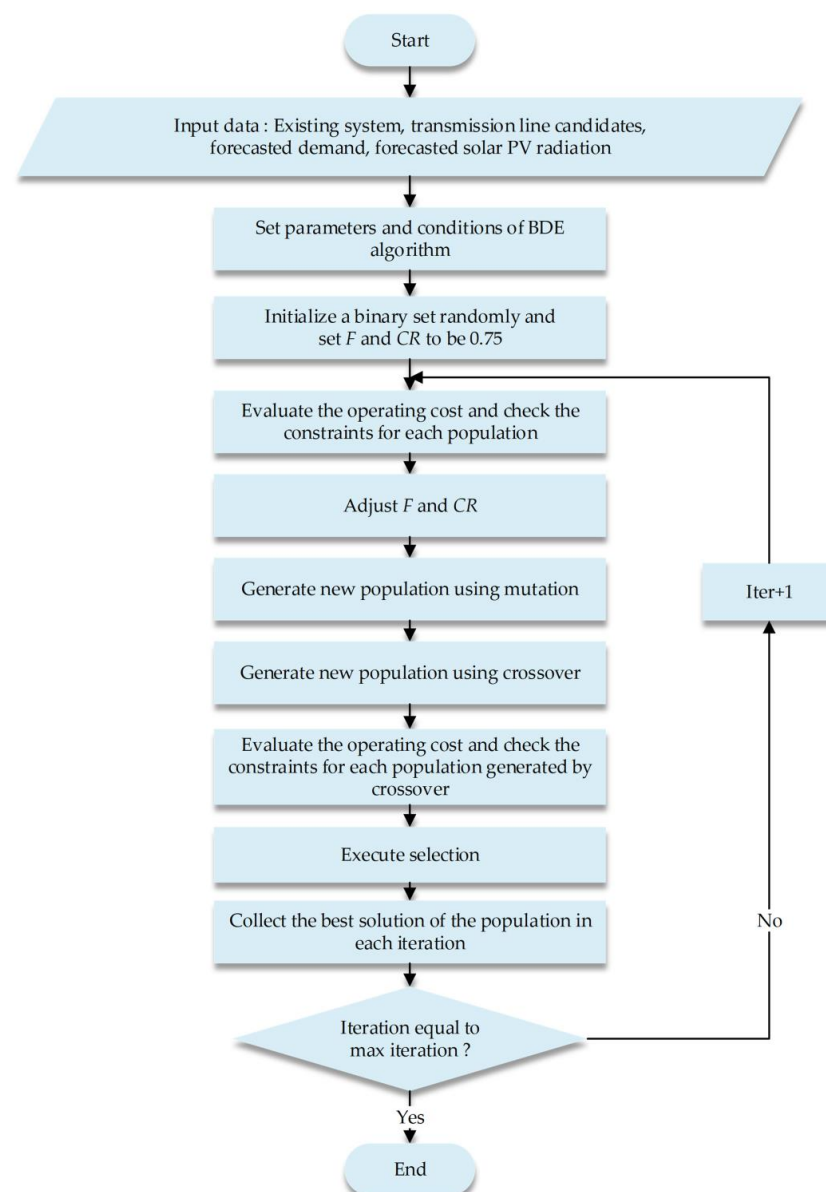 Start
Input data : Existing system, transmission line candidates,
forecasted demand, forecasted solar PV radiation
Set parameters and conditions of BDE
algorithm
Initialize a binary set randomly and
set F and CR to be 0.75
Evaluate the operating cost and check the
constraints for each population
Adjust F and CR
Generate new population using mutation
Iter+1
Generate new population using crossover
Evaluate the operating cost and check the
constraints for each population generated by
crossover
Execute selection
Collect the best solution of the population in
each iteration
No
Iteration equal to
max iteration ?
Yes
End